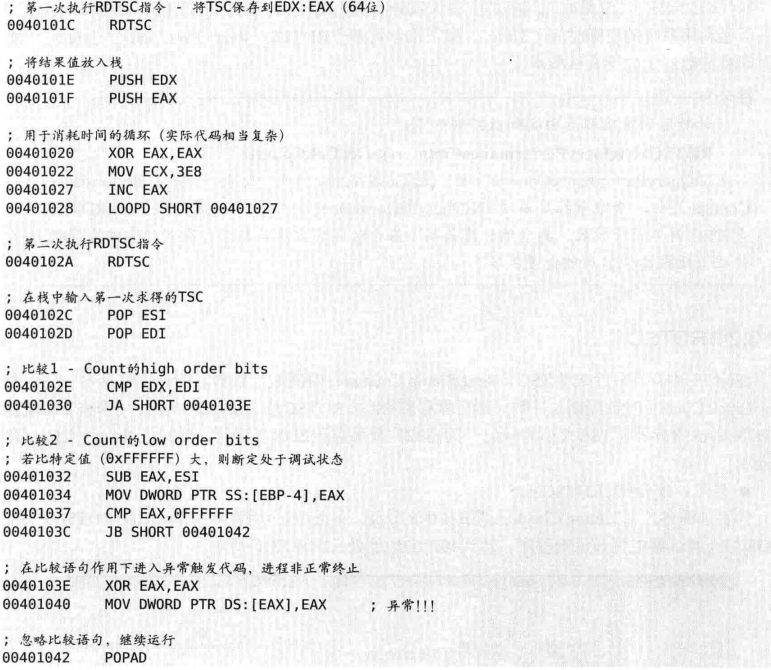 ; 第一次执行RDTSC指令 - 将TSC保存到EDX:EAX (64位)
0040101C RDTSC
; 将结果值放入栈
0040101E PUSH EDX
0040101F PUSH EAX
; 用于消耗时间的循环（实际代码相当复杂）
00401020 XOR EAX,EAX
00401022 MOV ECX,3E8
00401027 INC EAX
00401028 LOOPD SHORT 00401027
; 第二次执行RDTSC指令
0040102A RDTSC
; 在栈中输入第一次求得的TSC
0040102C POP ESI
0040102D POP EDI
; 比较1 - Count的high order bits
0040102E CMP EDX,EDI
00401030 JA SHORT 0040103E
; 比较2 - Count的low order bits
; 若比特定值（0xFFFFFF）大，则断定处于调试状态
00401032 SUB EAX,ESI
00401034 MOV DWORD PTR SS:[EBP-4],EAX
00401037 CMP EAX,0FFFFFF
0040103C JB SHORT 00401042
; 在比较语句作用下进入异常触发代码，进程非正常终止
0040103E XOR EAX,EAX
00401040 MOV DWORD PTR DS:[EAX],EAX ; 异常!!!
; 忽略比较语句，继续运行
00401042 POPAD